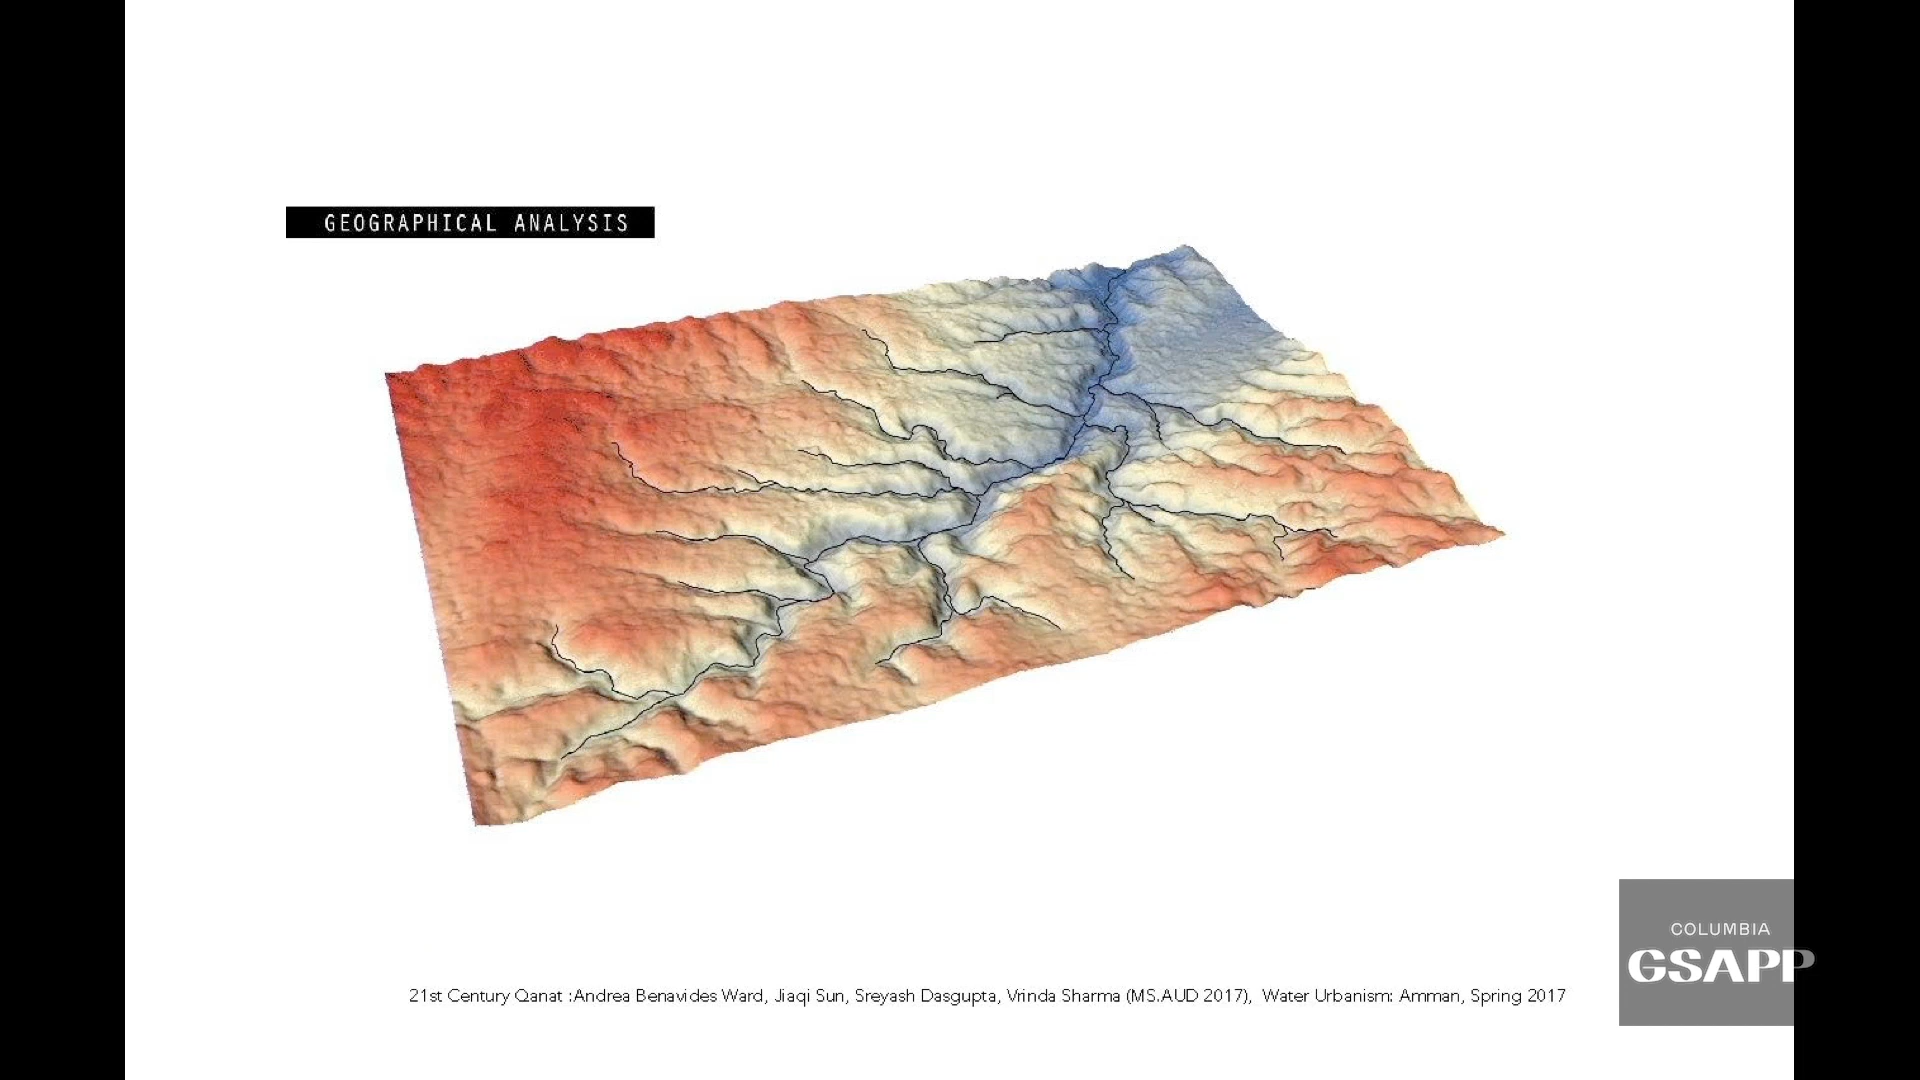 GEOGRAPHICAL ANALYSIS
COLUMBIA
GSAPP
21st Century Qanat :Andrea Benavides Ward, Jiaqi Sun, Sreyash Dasgupta, Vrinda Sharma (MS.AUD 2017), Water Urbanism: Amman, Spring 2017